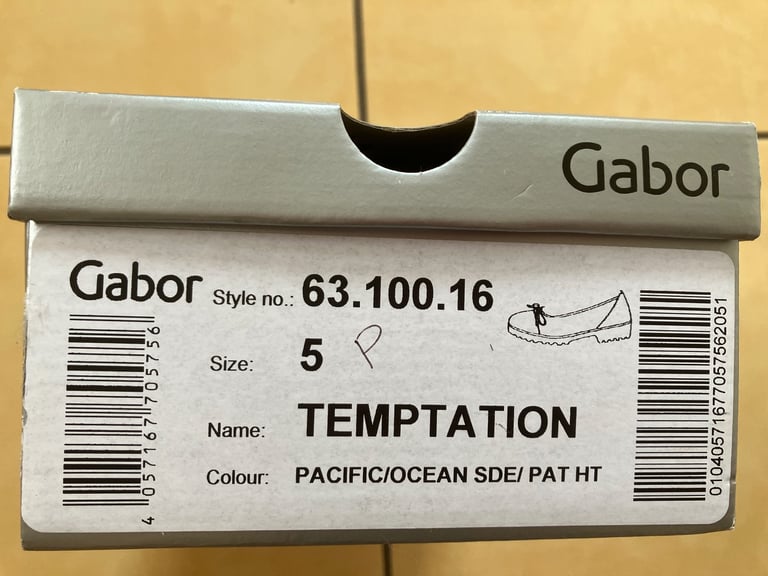 Gabor
Gabor Style no.: 63.100.16
Size: 5 P
Name: TEMPTATION
Colour: PACIFIC/OCEAN SDE/ PAT HT
4 057167 705756
01040571677057562051